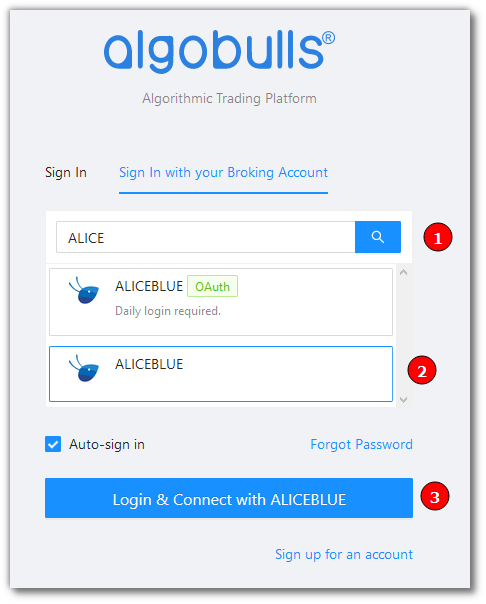 algobulls®
Algorithmic Trading Platform
Sign In
Sign In with your Broking Account
ALICE
1
ALICEBLUE OAuth
Daily login required.
ALICEBLUE
2
Auto-sign in
Forgot Password
Login & Connect with ALICEBLUE
3
Sign up for an account